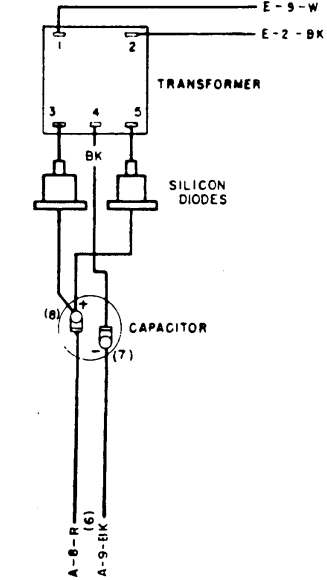 E-9-W
E-2-BK
1 2
TRANSFORMER
3 4 5
BK
SILICON
DIODES
+
(8)
CAPACITOR
- (7)
A-8-R
(6)
A-9-BK